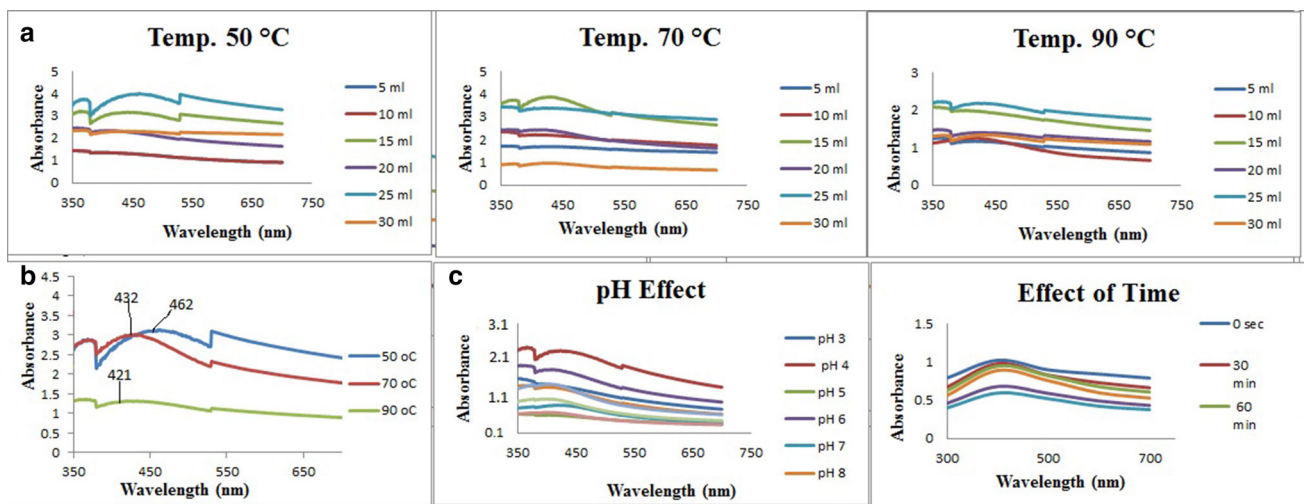 a
Temp. 50 °C
Absorbance
5
4
3
2
1
0
350
450
550
650
750
Wavelength (nm)
5 ml
10 ml
15 ml
20 ml
25 ml
30 ml
Temp. 70 °C
Absorbance
5
4
3
2
1
0
350
450
550
650
750
Wavelength (nm)
5 ml
10 ml
15 ml
20 ml
25 ml
30 ml
Temp. 90 °C
Absorbance
3
2
1
0
350
450
550
650
750
Wavelength (nm)
5 ml
10 ml
15 ml
20 ml
25 ml
30 ml
b
Absorbance
4.5
4
3.5
3
2.5
2
1.5
1
0.5
0
432
462
421
350
450
550
650
Wavelength (nm)
50 oC
70 oC
90 oC
c
pH Effect
Absorbance
3.1
2.1
1.1
0.1
350
450
550
650
750
Wavelength (nm)
pH 3
pH 4
pH 5
pH 6
pH 7
pH 8
Effect of Time
Absorbance
1.5
1
0.5
0
300
500
700
Wavelength (nm)
0 sec
30
min
60
min